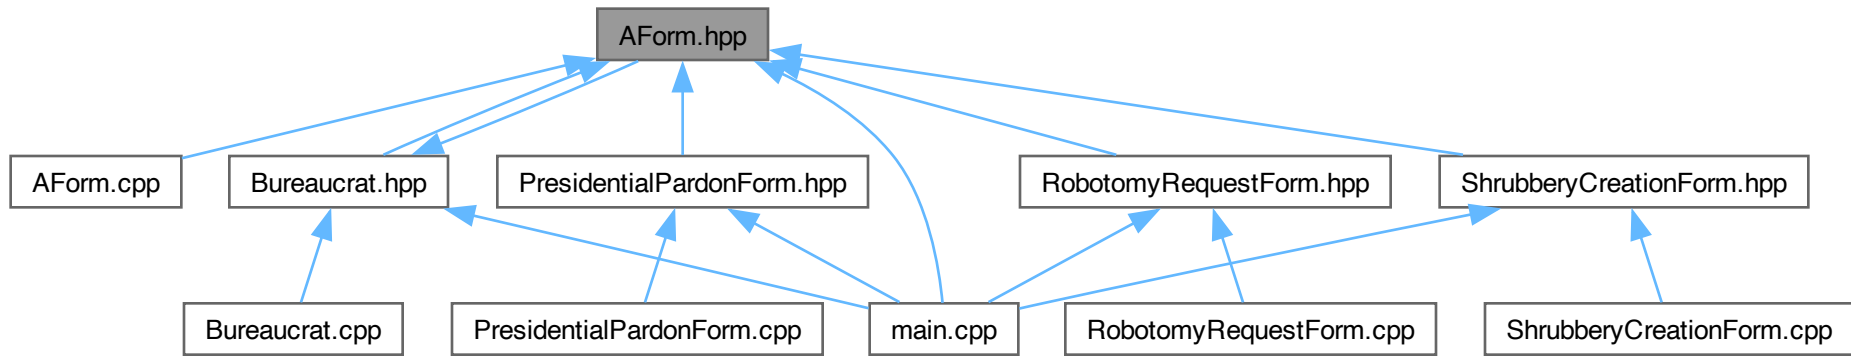 AForm.hpp
AForm.cpp
Bureaucrat.hpp
PresidentialPardonForm.hpp
RobotomyRequestForm.hpp
ShrubberyCreationForm.hpp
Bureaucrat.cpp
PresidentialPardonForm.cpp
main.cpp
RobotomyRequestForm.cpp
ShrubberyCreationForm.cpp